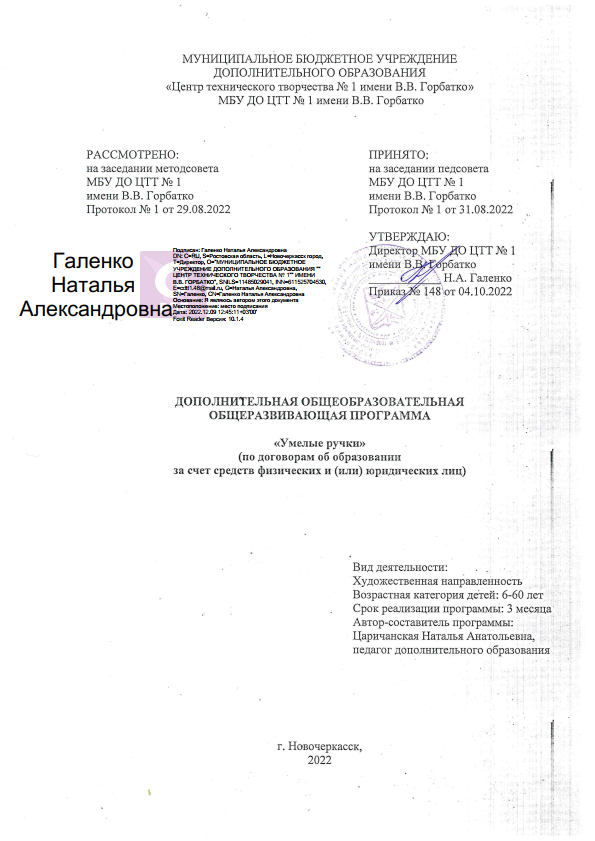 МУНИЦИПАЛЬНОЕ БЮДЖЕТНОЕ УЧРЕЖДЕНИЕ
ДОПОЛНИТЕЛЬНОГО ОБРАЗОВАНИЯ
«Центр технического творчества № 1 имени В.В. Горбатко»
МБУ ДО ЦТТ № 1 имени В.В. Горбатко
РАССМОТРЕНО:
на заседании методсовета
МБУ ДО ЦТТ № 1
имени В.В. Горбатко
Протокол № 1 от 29.08.2022
ПРИНЯТО:
на заседании педсовета
МБУ ДО ЦТТ № 1
имени В.В. Горбатко
Протокол № 1 от 31.08.2022
УТВЕРЖДАЮ:
Директор МБУ ДО ЦТТ № 1
имени В.В. Горбатко
Н.А. Галенко
Приказ № 148 от 04.10.2022
Галенко
Наталья
Александровна
Подписан: Галенко Наталья Александровна
DN: C=RU, S=Ростовская область, L=Новочеркасск город,
T=Директор, O="МУНИЦИПАЛЬНОЕ БЮДЖЕТНОЕ
УЧРЕЖДЕНИЕ ДОПОЛНИТЕЛЬНОГО ОБРАЗОВАНИЯ ""
ЦЕНТР ТЕХНИЧЕСКОГО ТВОРЧЕСТВА № 1"" ИМЕНИ
В.В. ГОРБАТКО", SNILS=11485029041, INN=611525704530,
E=cdtt1.48@mail.ru, G=Наталья Александровна,
SN=Галенко, CN=Галенко Наталья Александровна
Основание: Я являюсь автором этого документа
Местоположение: место подписания
Дата: 2022.12.09 12:45:11+03'00'
Foxit Reader Версия: 10.1.4
ДОПОЛНИТЕЛЬНАЯ ОБЩЕОБРАЗОВАТЕЛЬНАЯ
ОБЩЕРАЗВИВАЮЩАЯ ПРОГРАММА
«Умелые ручки»
(по договорам об образовании
за счет средств физических и (или) юридических лиц)
Вид деятельности:
Художественная направленность
Возрастная категория детей: 6-60 лет
Срок реализации программы: 3 месяца
Автор-составитель программы:
Царичанская Наталья Анатольевна,
педагог дополнительного образования
г. Новочеркасск,
2022